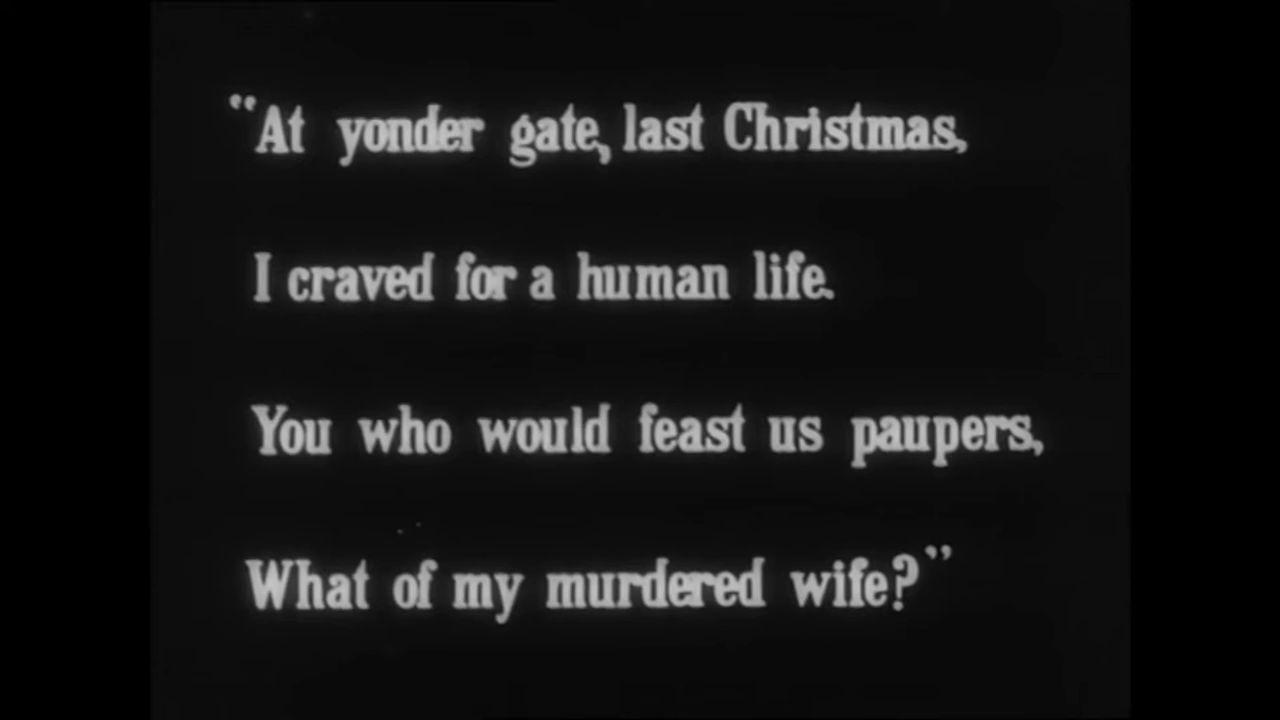 “At yonder gate, last Christmas,
I craved for a human life.
You who would feast us paupers,
What of my murdered wife?”